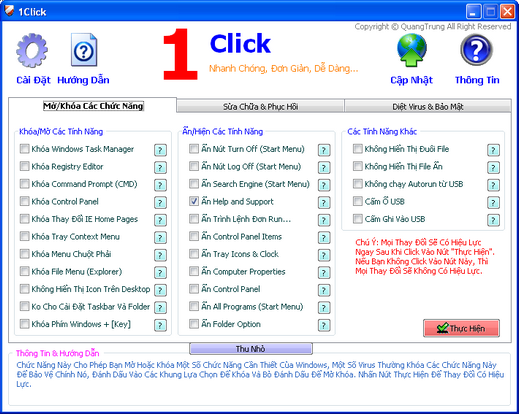 1Click
Copyright © QuangTrung All Right Reserved
Cài Đặt
Hướng Dẫn
1 Click
Nhanh Chóng, Đơn Giản, Dễ Dàng...
Cập Nhật
Thông Tin
Mở/Khóa Các Chức Năng
Sửa Chữa & Phục Hồi
Diệt Virus & Bảo Mật
Khóa/Mở Các Tính Năng
Khóa Windows Task Manager ?
Khóa Registry Editor ?
Khóa Command Prompt (CMD) ?
Khóa Control Panel ?
Khóa Thay Đổi IE Home Pages ?
Khóa Tray Context Menu ?
Khóa Menu Chuột Phải ?
Khóa File Menu (Explorer) ?
Không Hiển Thị Icon Trên Desktop ?
Ko Cho Cài Đặt Taskbar Và Folder ?
Khóa Phím Windows + [Key] ?
Ẩn/Hiện Các Tính Năng
Ẩn Nút Turn Off (Start Menu) ?
Ẩn Nút Log Off (Start Menu) ?
Ẩn Search Engine (Start Menu) ?
Ẩn Help and Support ?
Ẩn Trình Lệnh Đơn Run... ?
Ẩn Control Panel Items ?
Ẩn Tray Icons & Clock ?
Ẩn Computer Properties ?
Ẩn Control Panel ?
Ẩn All Programs (Start Menu) ?
Ẩn Folder Option ?
Các Tính Năng Khác
Không Hiển Thị Đuôi File ?
Không Hiển Thị File Ẩn ?
Không chạy Autorun từ USB ?
Cấm Ổ USB ?
Cấm Ghi Vào USB ?
Chú Ý: Mọi Thay Đổi Sẽ Có Hiệu Lực
Ngay Sau Khi Click Vào Nút "Thực Hiện".
Nếu Bạn Không Click Vào Nút Này, Thì
Mọi Thay Đổi Sẽ Không Có Hiệu Lực.
Thực Hiện
Thu Nhỏ
Thông Tin & Hướng Dẫn
Chức Năng Này Cho Phép Bạn Mở Hoặc Khóa Một Số Chức Năng Cần Thiết Của Windows, Một Số Virus Thường Khóa Các Chức Năng Này
Để Bảo Vệ Chính Nó, Đánh Dấu Vào Các Khung Lựa Chọn Để Khóa Và Bỏ Đánh Dấu Để Mở Khóa. Nhấn Nút Thực Hiện Để Thay Đổi Có Hiệu
Lực.